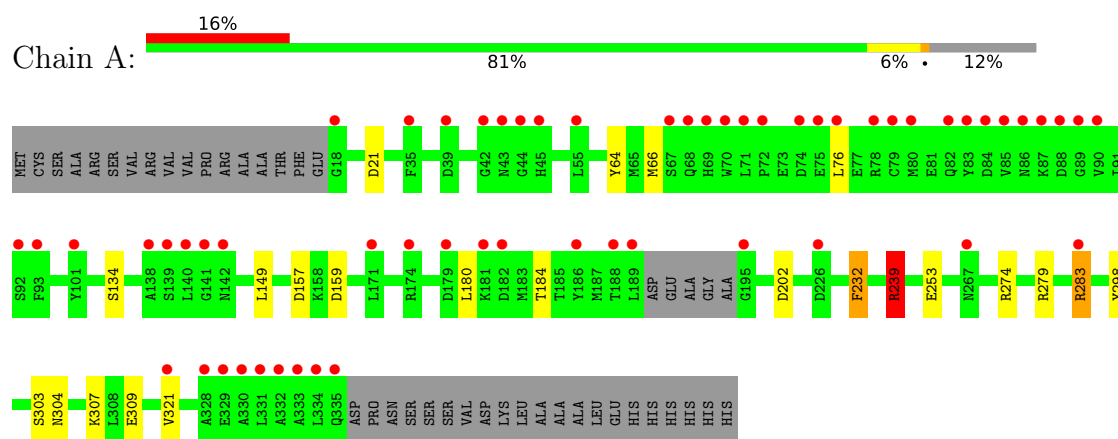 16%
Chain A:
81% 6% • 12%
MET CYS SER ALA ARG SER VAL ARG VAL VAL PRO ARG ALA ALA THR PHE GLU G18 D21 F35 D39 G42 N43 G44 H45 L55 Y64 M65 M66 S67 Q68 H69 W70 L71 P72 E73 D74 E75 L76 E77 R78 C79 M80 E81 Q82 Y83 D84 V85 N86 K87 D88 G89 V90 I91
S92 F93 Y101 S134 A138 S139 L140 G141 N142 L149 D157 K158 D159 L171 R174 D179 L180 K181 D182 M183 T184 T185 Y186 M187 T188 L189 ASP GLU ALA GLY ALA G195 D202 D226 F232 R239 E253 N267 R274 R279 R283 Y298
S303 N304 K307 L308 E309 V321 A328 E329 A330 L331 A332 A333 L334 Q335 ASP PRO ASN SER SER SER VAL ASP LYS LEU ALA ALA ALA LEU GLU HIS HIS HIS HIS HIS HIS